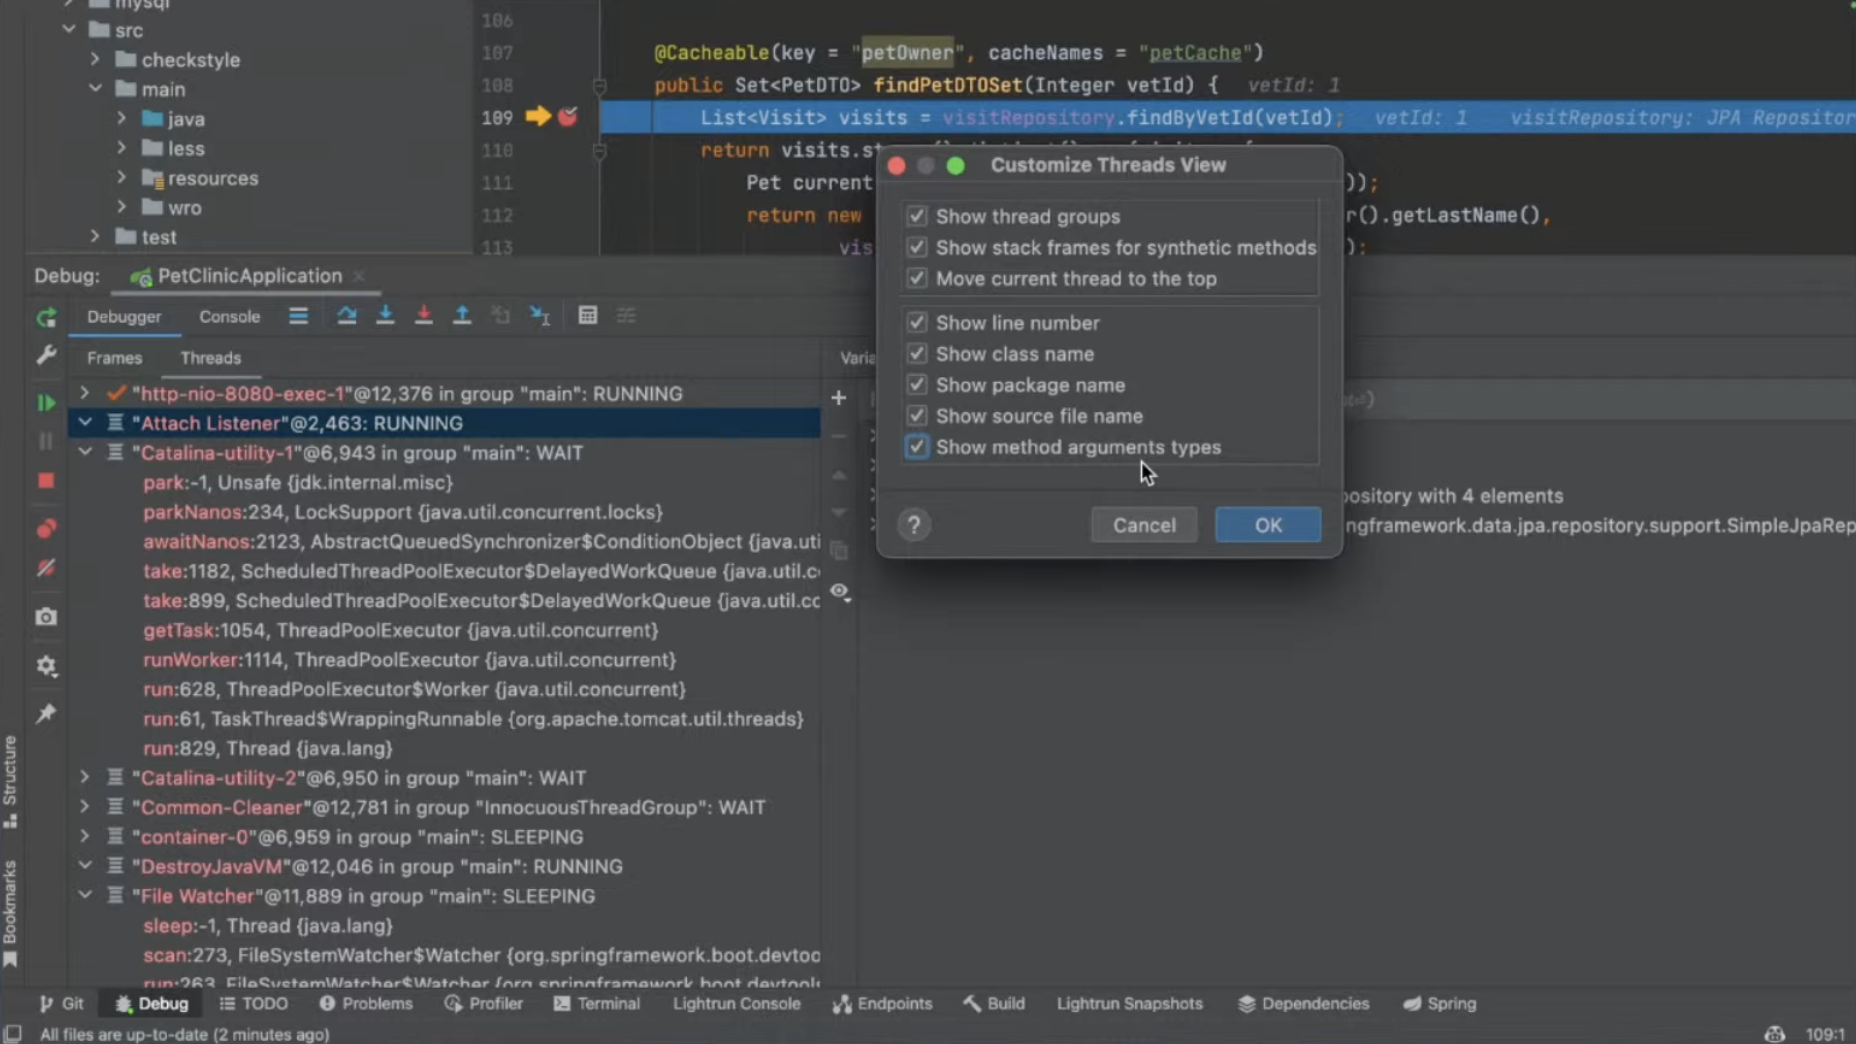 mysql
src
checkstyle
main
java
less
resources
wro
test
106
107 @Cacheable(key = "petOwner", cacheNames = "petCache")
108 public Set<PetDTO> findPetDTOSet(Integer vetId) { vetId: 1
109 List<Visit> visits = visitRepository.findByVetId(vetId); vetId: 1 visitRepository: JPA Repositor
110 return visits.st
111 Pet current ));
112 return new r().getLastName(),
113 vis );
Customize Threads View
Show thread groups
Show stack frames for synthetic methods
Move current thread to the top
Show line number
Show class name
Show package name
Show source file name
Show method arguments types
? Cancel OK
Debug: PetClinicApplication
Debugger Console
Frames Threads
Varia
"http-nio-8080-exec-1"@12,376 in group "main": RUNNING
"Attach Listener"@2,463: RUNNING
"Catalina-utility-1"@6,943 in group "main": WAIT
park:-1, Unsafe {jdk.internal.misc}
parkNanos:234, LockSupport {java.util.concurrent.locks}
awaitNanos:2123, AbstractQueuedSynchronizer$ConditionObject {java.uti
take:1182, ScheduledThreadPoolExecutor$DelayedWorkQueue {java.util.c
take:899, ScheduledThreadPoolExecutor$DelayedWorkQueue {java.util.cc
getTask:1054, ThreadPoolExecutor {java.util.concurrent}
runWorker:1114, ThreadPoolExecutor {java.util.concurrent}
run:628, ThreadPoolExecutor$Worker {java.util.concurrent}
run:61, TaskThread$WrappingRunnable {org.apache.tomcat.util.threads}
run:829, Thread {java.lang}
"Catalina-utility-2"@6,950 in group "main": WAIT
"Common-Cleaner"@12,781 in group "InnocuousThreadGroup": WAIT
"container-0"@6,959 in group "main": SLEEPING
"DestroyJavaVM"@12,046 in group "main": RUNNING
"File Watcher"@11,889 in group "main": SLEEPING
sleep:-1, Thread {java.lang}
scan:273, FileSystemWatcher$Watcher {org.springframework.boot.devtoo
run:263, FileSystemWatcher$Watcher {org.springframework.boot.devtools
pository with 4 elements
ngframework.data.jpa.repository.support.SimpleJpaRep
Structure
Bookmarks
Git Debug TODO Problems Profiler Terminal Lightrun Console Endpoints Build Lightrun Snapshots Dependencies Spring
All files are up-to-date (2 minutes ago) 109:1